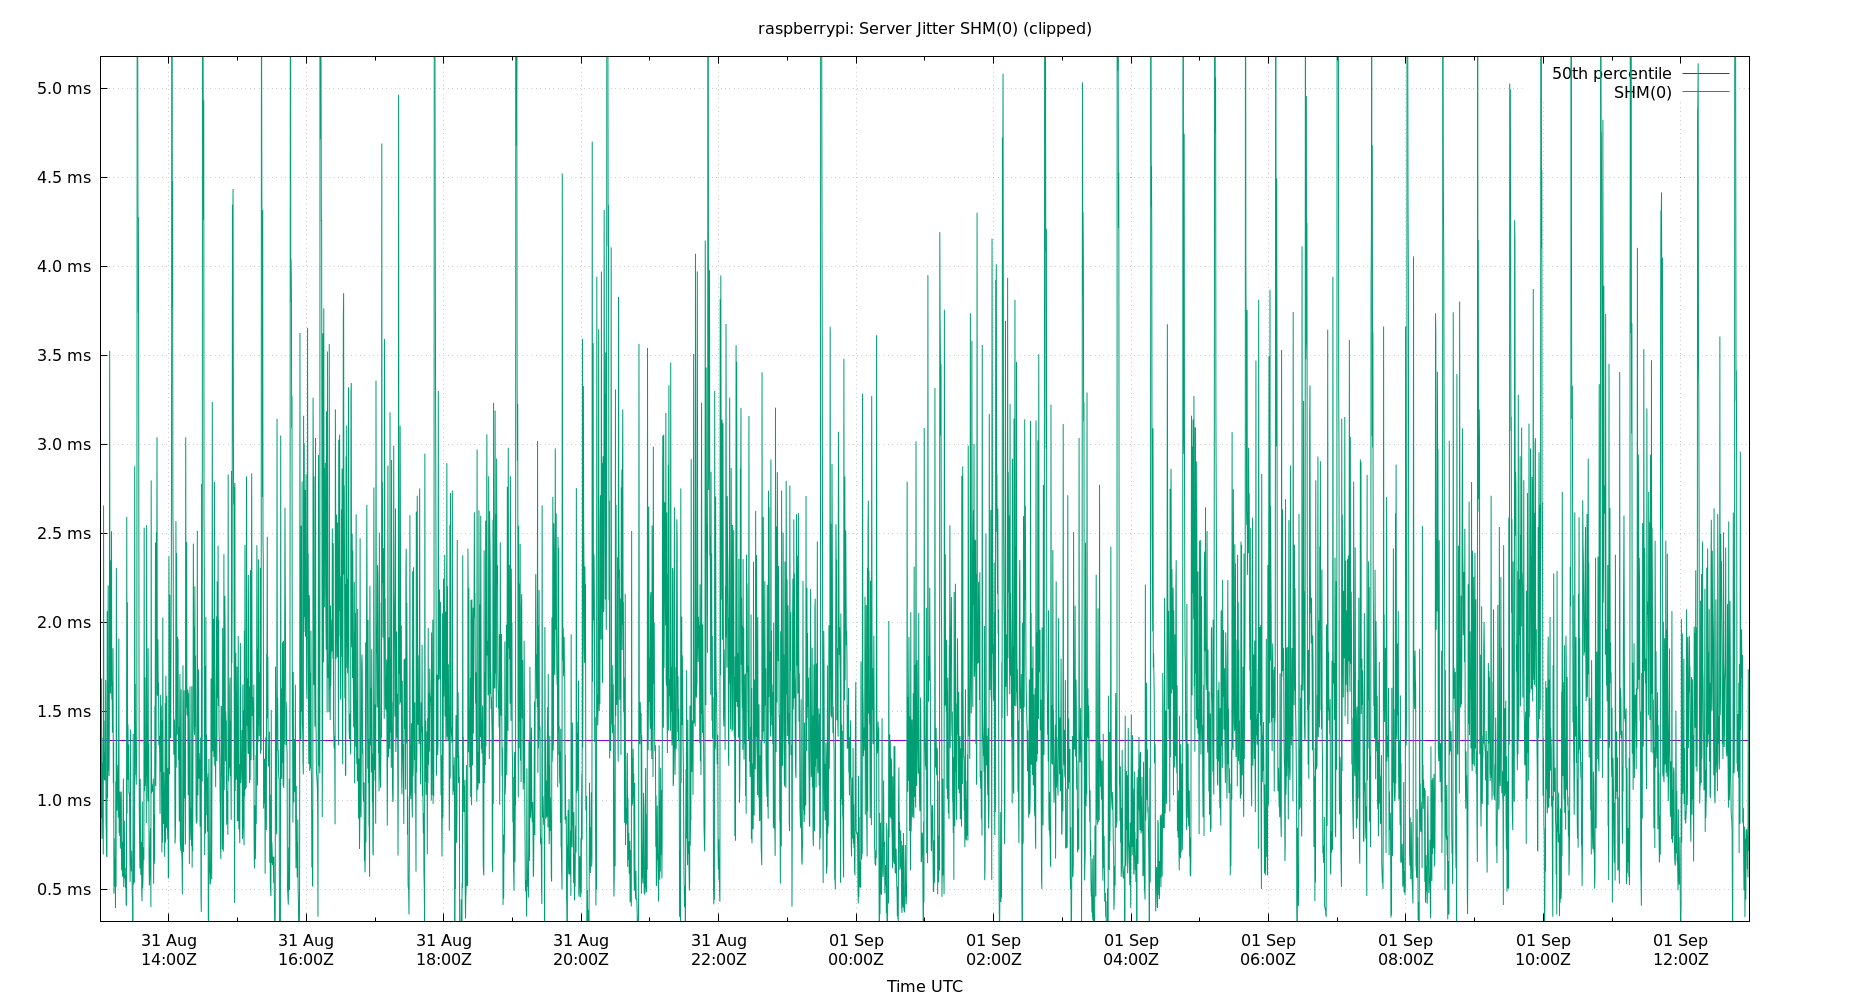 raspberrypi: Server Jitter SHM(0) (clipped)
50th percentile
SHM(0)
5.0 ms
4.5 ms
4.0 ms
3.5 ms
3.0 ms
2.5 ms
2.0 ms
1.5 ms
1.0 ms
0.5 ms
31 Aug 31 Aug 31 Aug 31 Aug 31 Aug 01 Sep 01 Sep 01 Sep 01 Sep 01 Sep 01 Sep 01 Sep
14:00Z 16:00Z 18:00Z 20:00Z 22:00Z 00:00Z 02:00Z 04:00Z 06:00Z 08:00Z 10:00Z 12:00Z
Time UTC